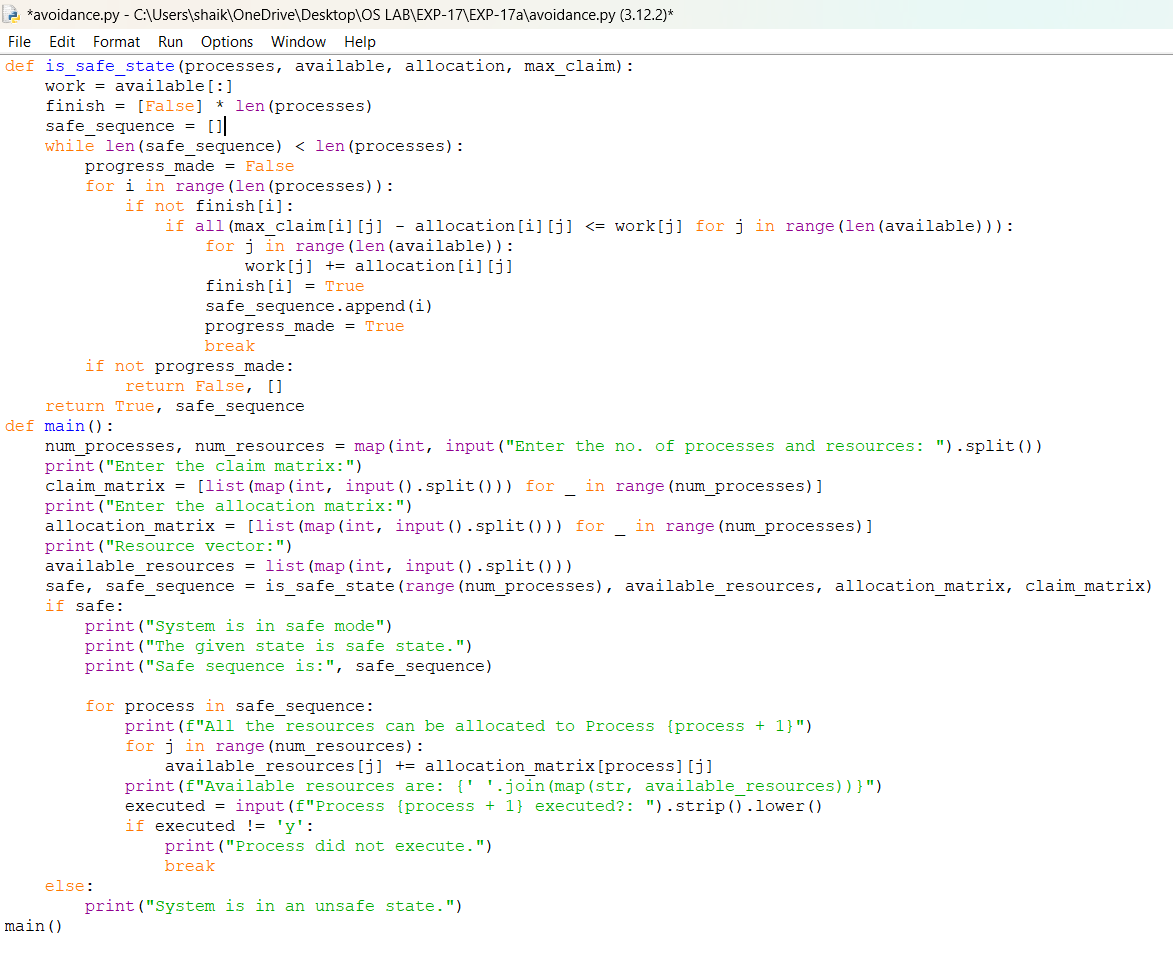 *avoidance.py - C:\Users\shaik\OneDrive\Desktop\OS LAB\EXP-17\EXP-17a\avoidance.py (3.12.2)*
File Edit Format Run Options Window Help
def is_safe_state(processes, available, allocation, max_claim):
    work = available[:]
    finish = [False] * len(processes)
    safe_sequence = []
    while len(safe_sequence) < len(processes):
        progress_made = False
        for i in range(len(processes)):
            if not finish[i]:
                if all(max_claim[i][j] - allocation[i][j] <= work[j] for j in range(len(available))):
                    for j in range(len(available)):
                        work[j] += allocation[i][j]
                    finish[i] = True
                    safe_sequence.append(i)
                    progress_made = True
                    break
        if not progress_made:
            return False, []
    return True, safe_sequence
def main():
    num_processes, num_resources = map(int, input("Enter the no. of processes and resources: ").split())
    print("Enter the claim matrix:")
    claim_matrix = [list(map(int, input().split())) for _ in range(num_processes)]
    print("Enter the allocation matrix:")
    allocation_matrix = [list(map(int, input().split())) for _ in range(num_processes)]
    print("Resource vector:")
    available_resources = list(map(int, input().split()))
    safe, safe_sequence = is_safe_state(range(num_processes), available_resources, allocation_matrix, claim_matrix)
    if safe:
        print("System is in safe mode")
        print("The given state is safe state.")
        print("Safe sequence is:", safe_sequence)

        for process in safe_sequence:
            print(f"All the resources can be allocated to Process {process + 1}")
            for j in range(num_resources):
                available_resources[j] += allocation_matrix[process][j]
            print(f"Available resources are: {' '.join(map(str, available_resources))}")
            executed = input(f"Process {process + 1} executed?: ").strip().lower()
            if executed != 'y':
                print("Process did not execute.")
                break
    else:
        print("System is in an unsafe state.")
main()